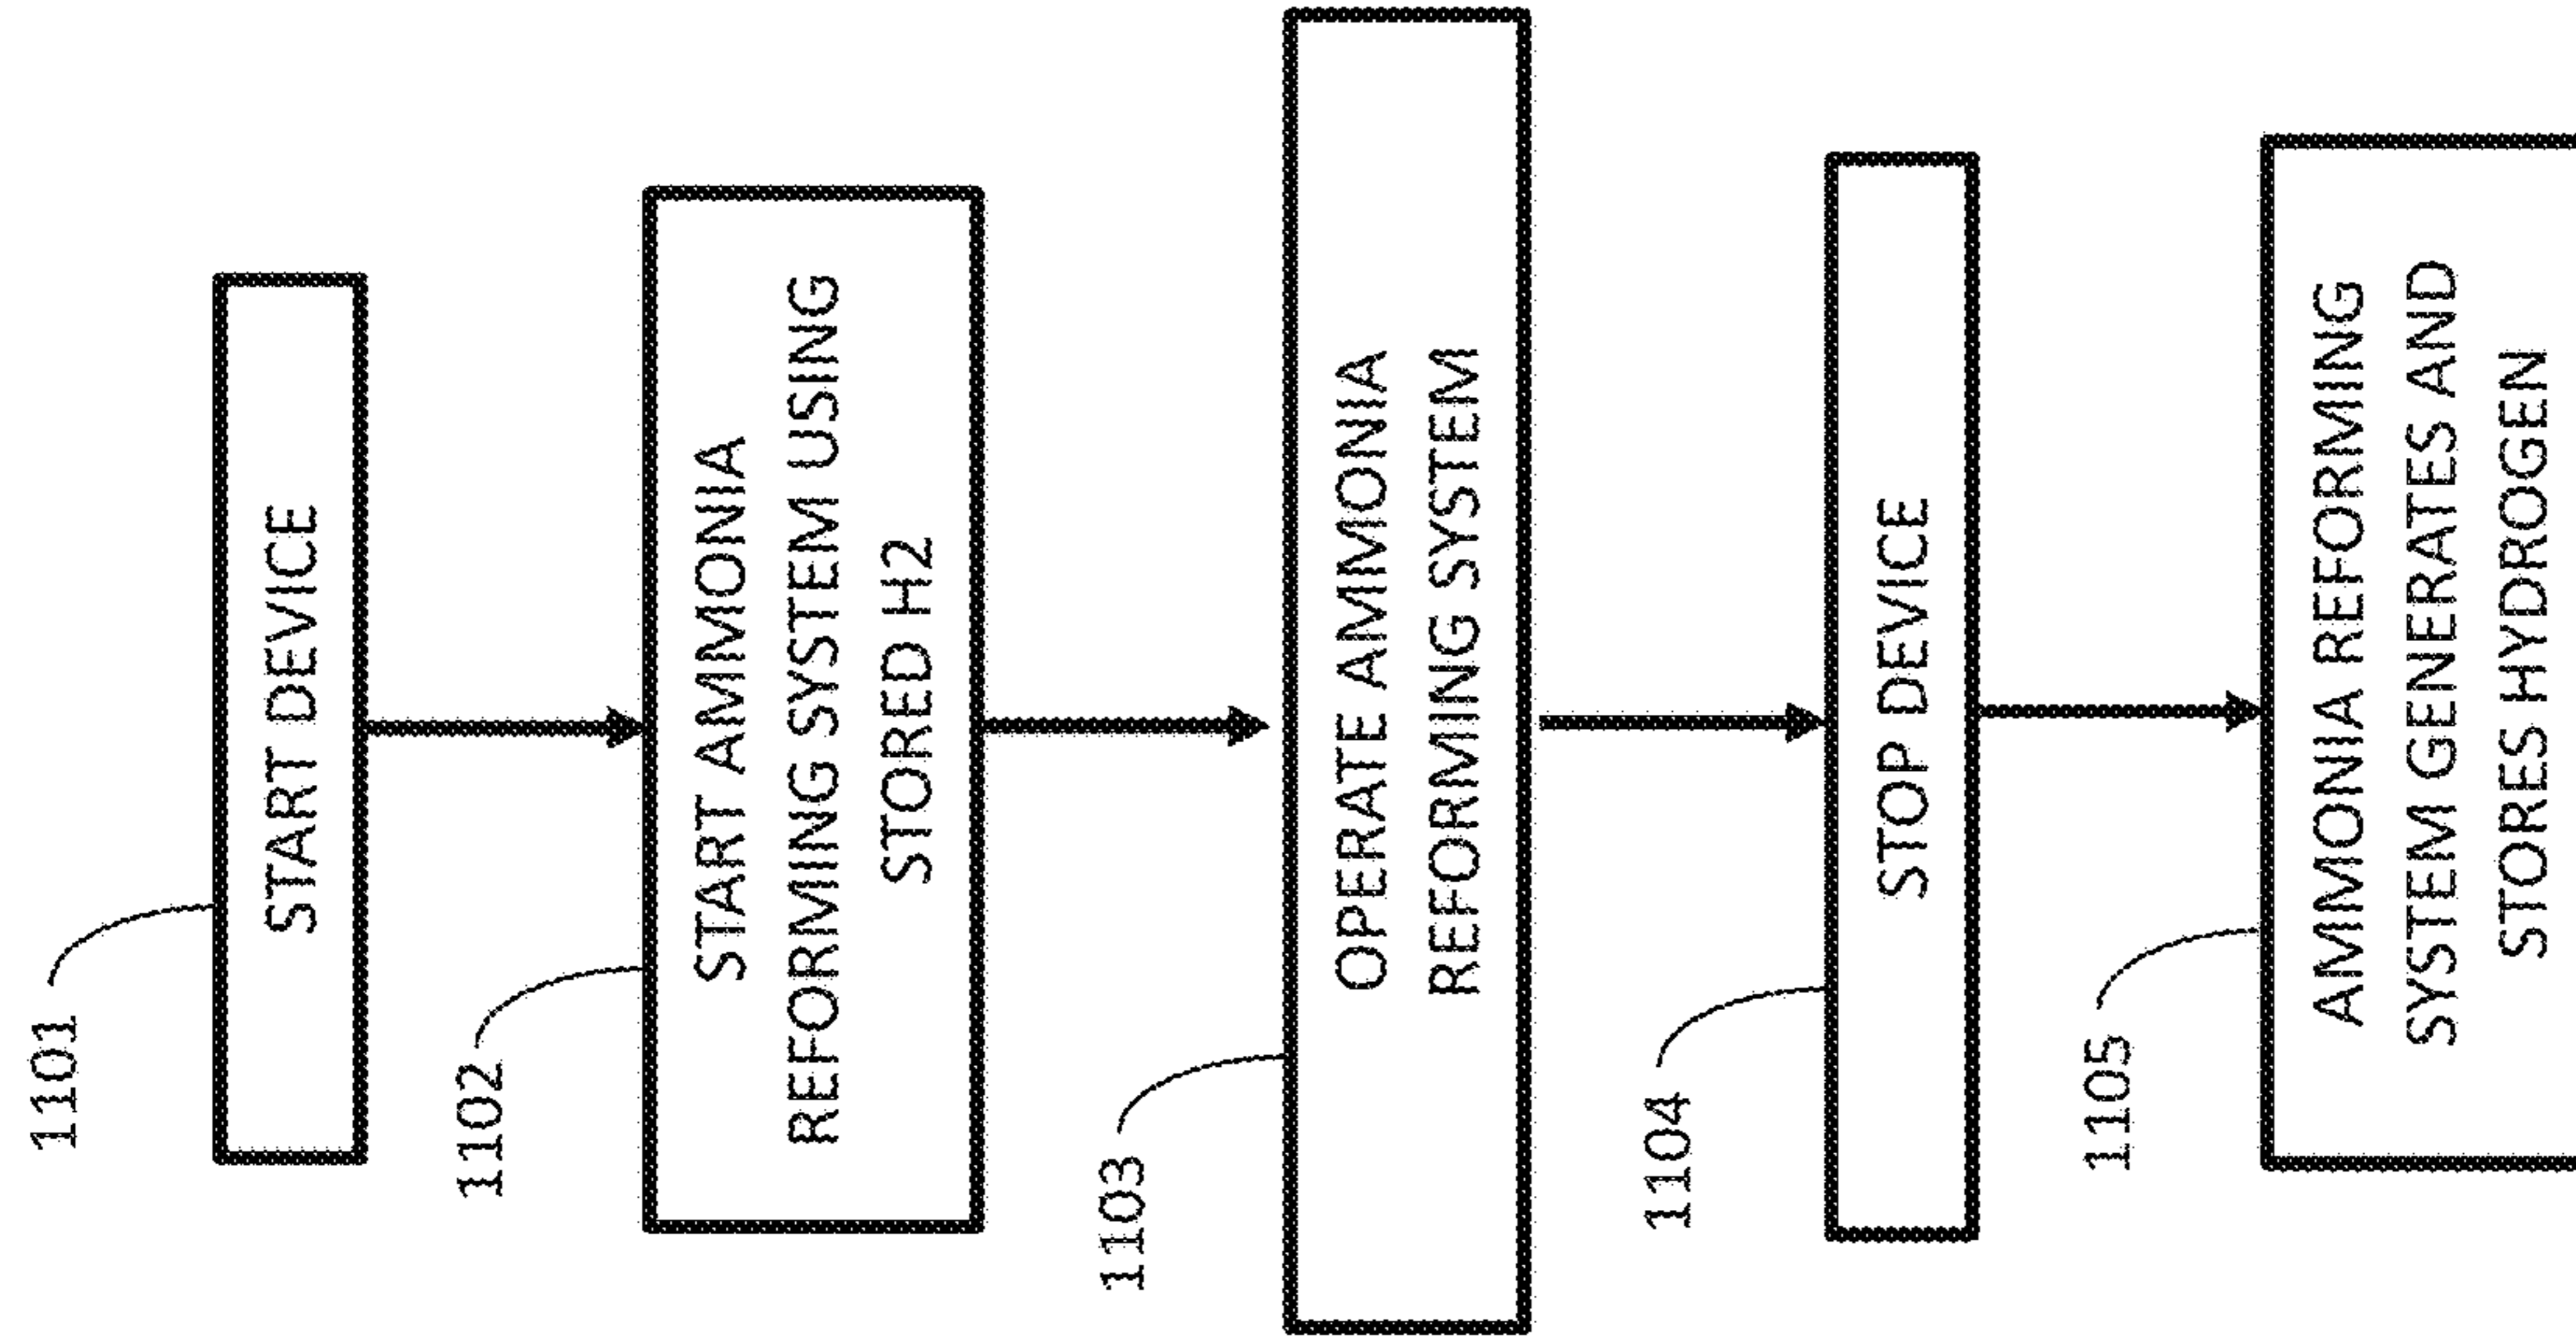 1101
START DEVICE
1102
START AMMONIA
REFORMING SYSTEM USING
STORED H2
1103
OPERATE AMMONIA
REFORMING SYSTEM
1104
STOP DEVICE
1105
AMMONIA REFORMING
SYSTEM GENERATES AND
STORES HYDROGEN